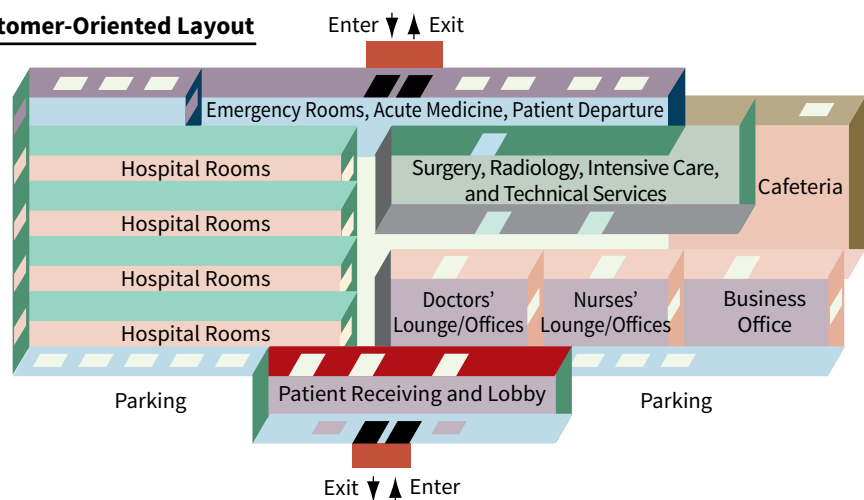 tomer-Oriented Layout
Enter Exit
Emergency Rooms, Acute Medicine, Patient Departure
Hospital Rooms
Hospital Rooms
Hospital Rooms
Hospital Rooms
Surgery, Radiology, Intensive Care,
and Technical Services
Cafeteria
Doctors'
Lounge/Offices
Nurses'
Lounge/Offices
Business
Office
Patient Receiving and Lobby
Parking
Parking
Exit Enter